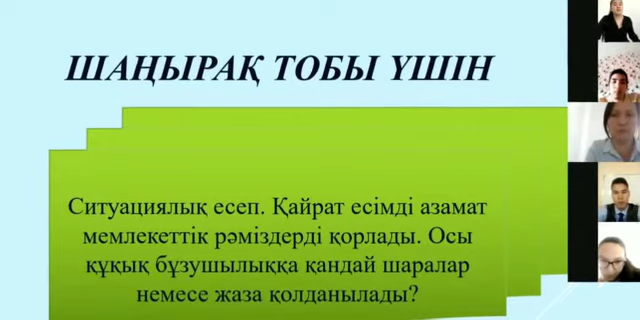 ШАҢЫРАҚ ТОБЫ ҮШІН
Ситуациялық есеп. Қайрат есімді азамат
мемлекеттік рәміздерді қорлады. Осы
құқық бұзушылыққа қандай шаралар
немесе жаза қолданылады?